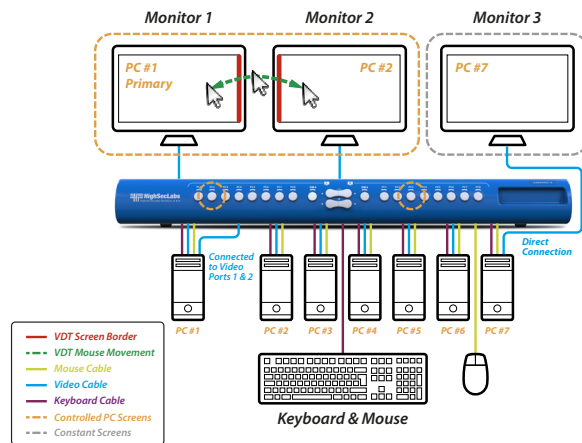 Monitor 1 Monitor 2 Monitor 3
PC #1
Primary
PC #2
PC #7
HighSecLabs
Connected
to Video
Ports 1 & 2
Direct
Connection
PC #1 PC #2 PC #3 PC #4 PC #5 PC #6 PC #7
VDT Screen Border
VDT Mouse Movement
Mouse Cable
Video Cable
Keyboard Cable
Controlled PC Screens
Constant Screens
Keyboard & Mouse